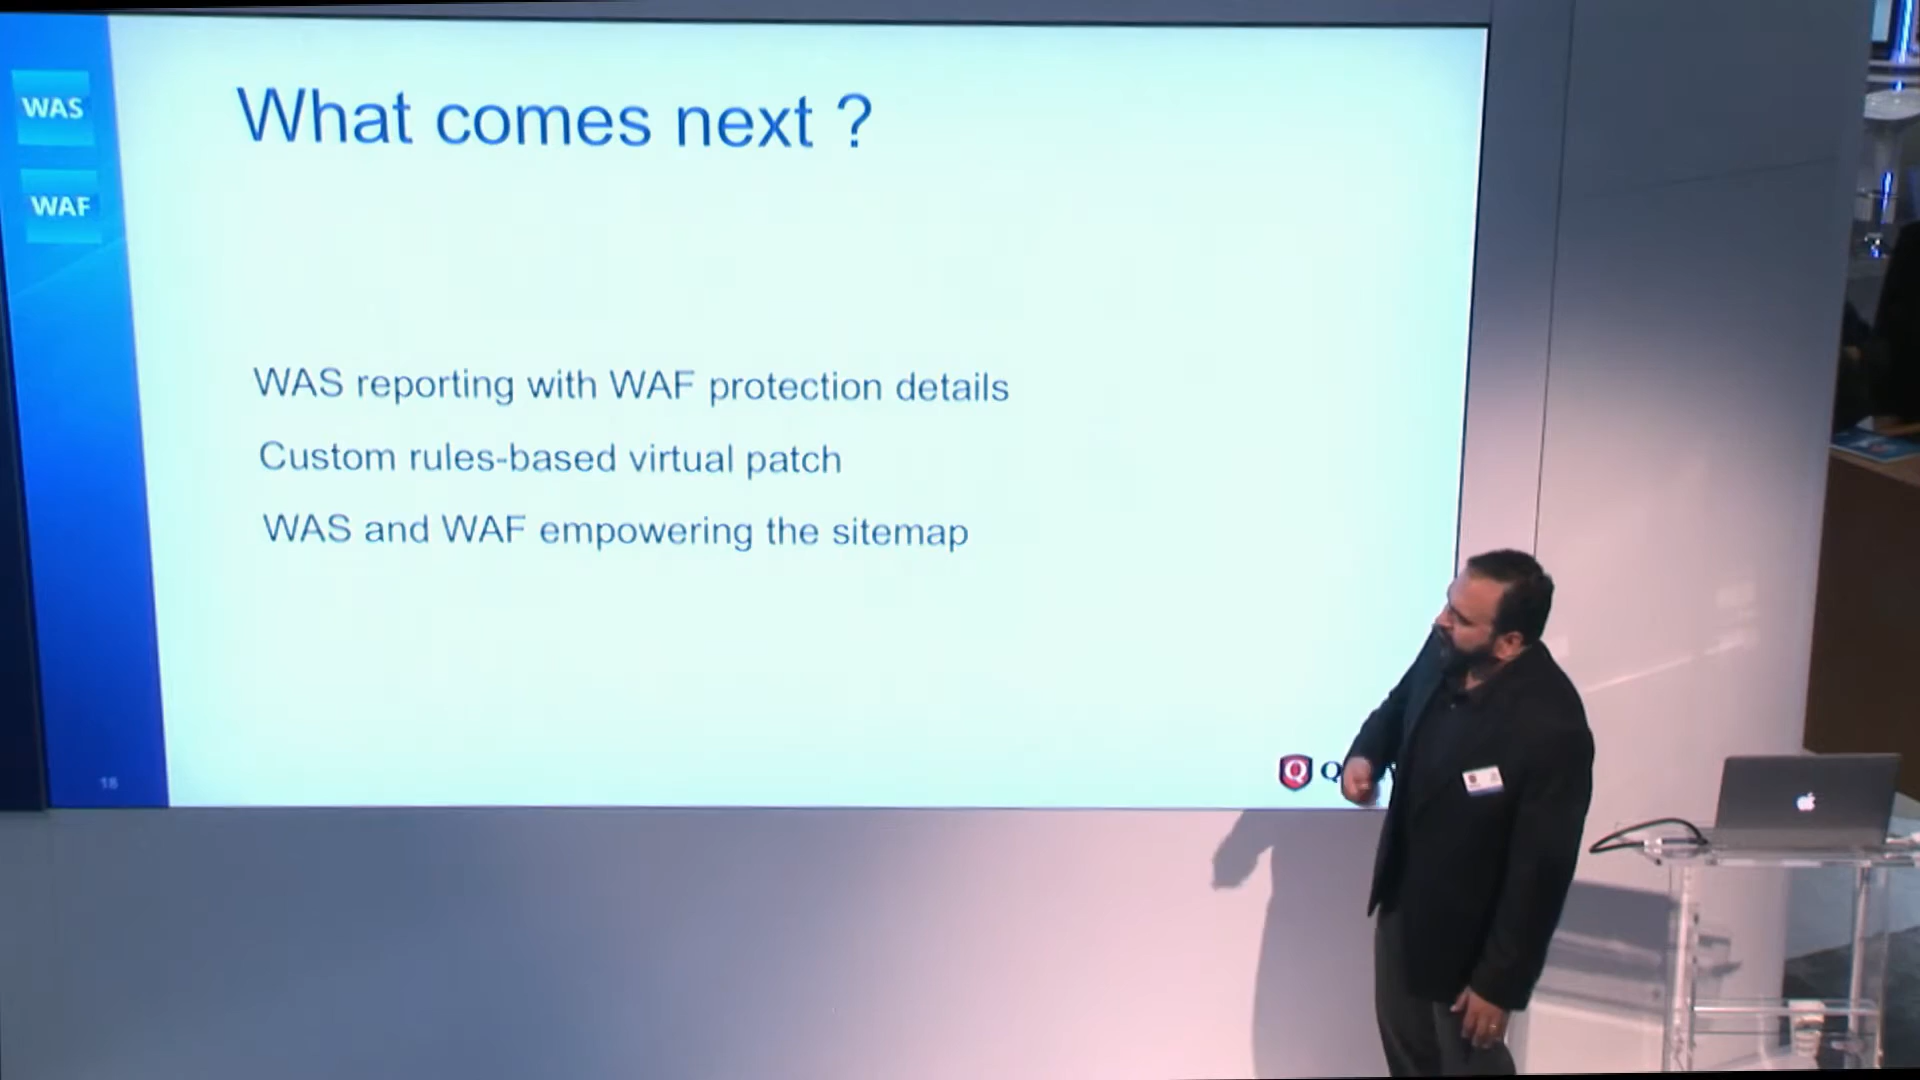 WAS
WAF
What comes next ?
WAS reporting with WAF protection details
Custom rules-based virtual patch
WAS and WAF empowering the sitemap
18